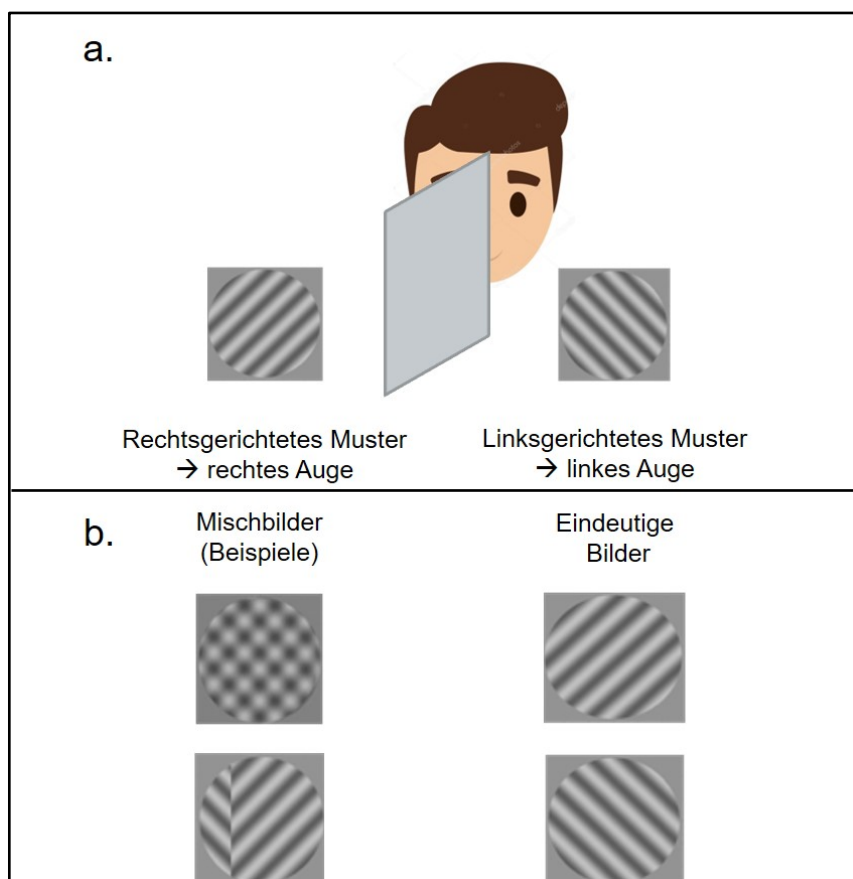 a.
Rechtsgerichtetes Muster
→ rechtes Auge
Linksgerichtetes Muster
→ linkes Auge
b.
Mischbilder
(Beispiele)
Eindeutige
Bilder